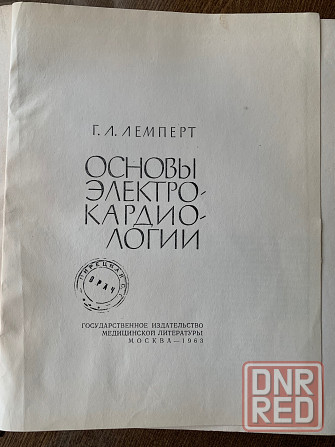 Г. Л. ЛЕМПЕРТ
ОСНОВЫ
ЭЛЕКТРО-
КАРДИО-
ЛОГИИ
ВРАЧ
ГОСУДАРСТВЕННОЕ ИЗДАТЕЛЬСТВО
МЕДИЦИНСКОЙ ЛИТЕРАТУРЫ
МОСКВА — 1963
DNR
RED